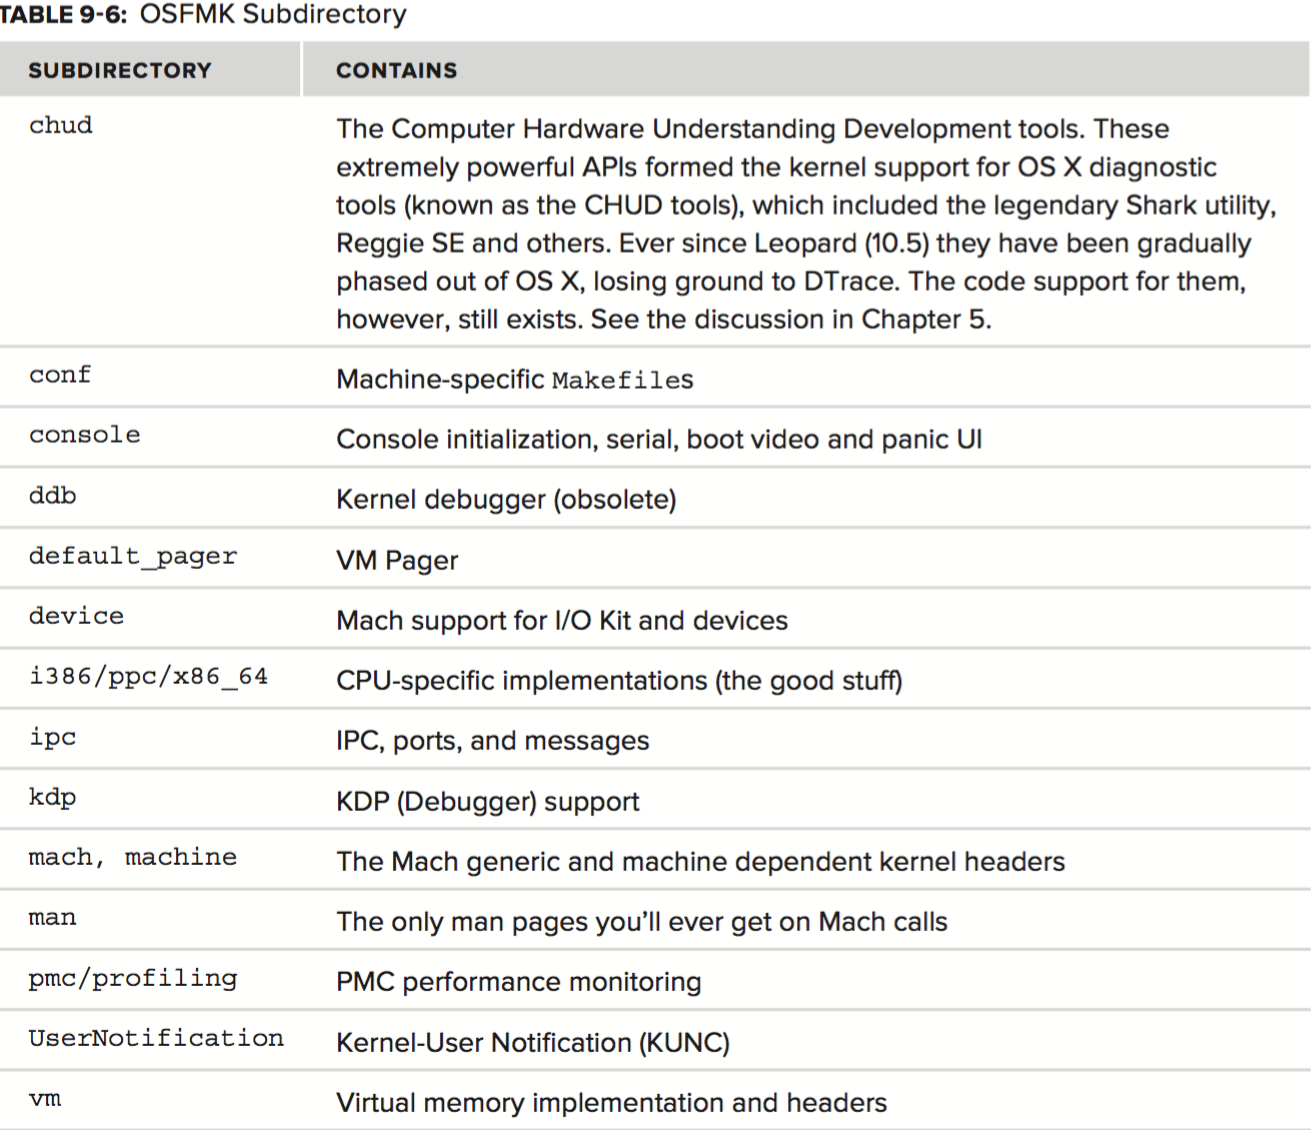 TABLE 9-6: OSFMK Subdirectory
SUBDIRECTORY CONTAINS
chud The Computer Hardware Understanding Development tools. These
extremely powerful APIs formed the kernel support for OS X diagnostic
tools (known as the CHUD tools), which included the legendary Shark utility,
Reggie SE and others. Ever since Leopard (10.5) they have been gradually
phased out of OS X, losing ground to DTrace. The code support for them,
however, still exists. See the discussion in Chapter 5.
conf Machine-specific Makefiles
console Console initialization, serial, boot video and panic UI
ddb Kernel debugger (obsolete)
default_pager VM Pager
device Mach support for I/O Kit and devices
i386/ppc/x86_64 CPU-specific implementations (the good stuff)
ipc IPC, ports, and messages
kdp KDP (Debugger) support
mach, machine The Mach generic and machine dependent kernel headers
man The only man pages you'll ever get on Mach calls
pmc/profiling PMC performance monitoring
UserNotification Kernel-User Notification (KUNC)
vm Virtual memory implementation and headers